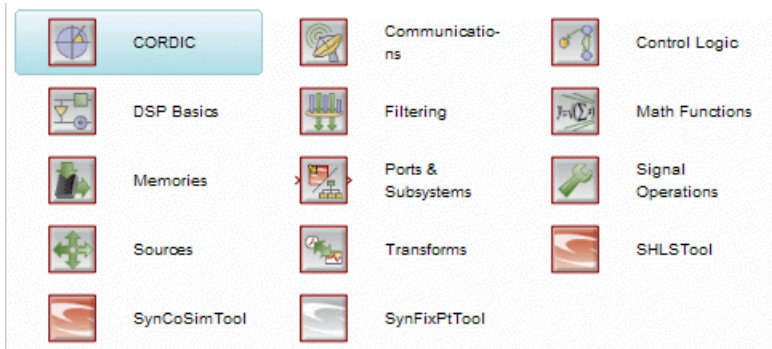 CORDIC
Communicatio-
ns
Control Logic
DSP Basics
Filtering
Math Functions
Memories
Ports &
Subsystems
Signal
Operations
Sources
Transforms
SHLSTool
SynCoSimTool
SynFixPtTool